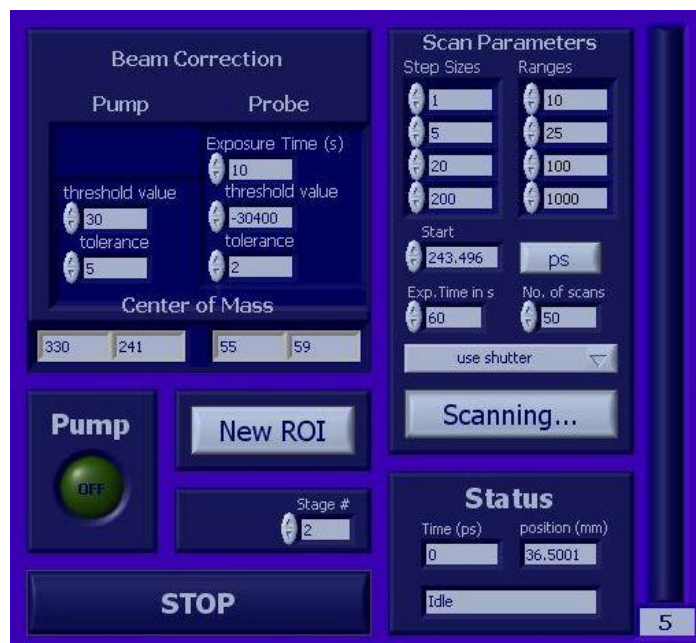 Beam Correction
Pump Probe
Exposure Time (s)
10
threshold value threshold value
30 -30400
tolerance tolerance
5 2
Center of Mass
330 241 55 59
Scan Parameters
Step Sizes Ranges
1 10
5 25
20 100
200 1000
Start
243.496 ps
Exp.Time in s No. of scans
60 50
use shutter
Scanning...
Pump
OFF
New ROI
Stage #
2
STOP
Status
Time (ps) position (mm)
0 36.5001
Idle
5